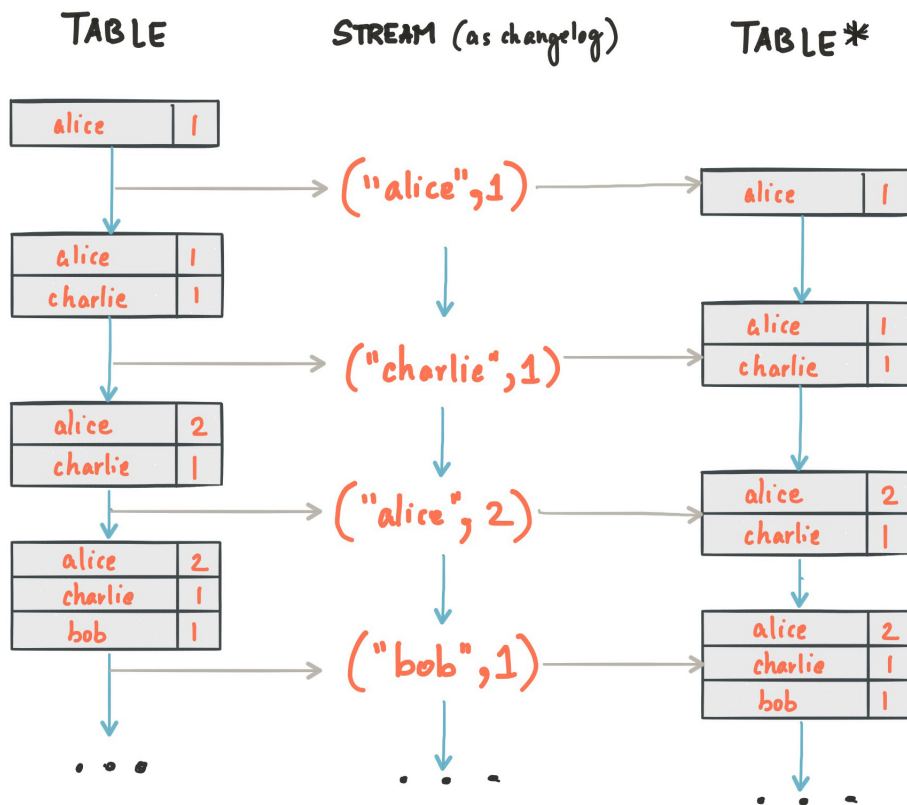 TABLE STREAM (as changelog) TABLE*
alice 1
("alice",1)
alice 1
alice 1
charlie 1
("charlie",1)
alice 1
charlie 1
alice 2
charlie 1
("alice", 2)
alice 2
charlie 1
alice 2
charlie 1
bob 1
("bob",1)
alice 2
charlie 1
bob 1
...
...
...